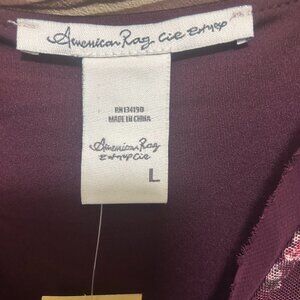 American Rag Cie
RN134190
MADE IN CHINA
American Rag
Cie
L